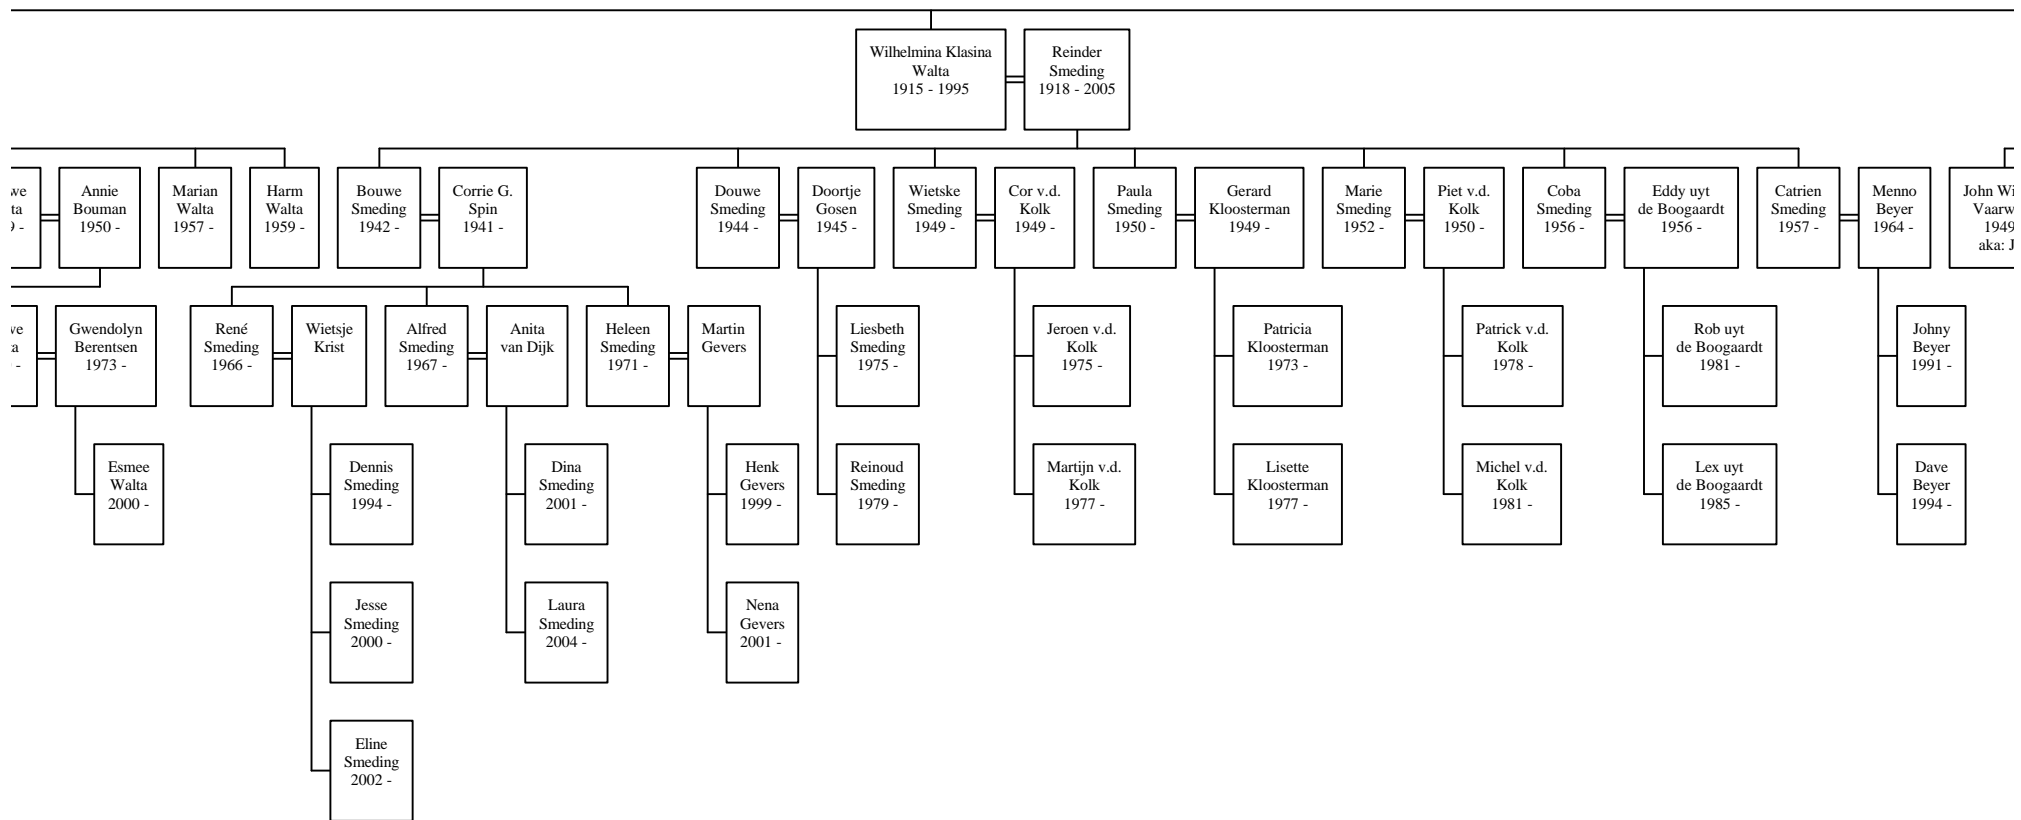 Wilhelmina Klasina
Walta
1915 - 1995
Reinder
Smeding
1918 - 2005
Annie
Bouman
1950 -
Marian
Walta
1957 -
Harm
Walta
1959 -
Bouwe
Smeding
1942 -
Corrie G.
Spin
1941 -
Douwe
Smeding
1944 -
Doortje
Gosen
1945 -
Wietske
Smeding
1949 -
Cor v.d.
Kolk
1949 -
Paula
Smeding
1950 -
Gerard
Kloosterman
1949 -
Marie
Smeding
1952 -
Piet v.d.
Kolk
1950 -
Coba
Smeding
1956 -
Eddy uyt
de Boogaardt
1956 -
Catrien
Smeding
1957 -
Menno
Beyer
1964 -
John
1949
aka:
Gwendolyn
Berentsen
1973 -
René
Smeding
1966 -
Wietsje
Krist
Alfred
Smeding
1967 -
Anita
van Dijk
Heleen
Smeding
1971 -
Martin
Gevers
Liesbeth
Smeding
1975 -
Jeroen v.d.
Kolk
1975 -
Patricia
Kloosterman
1973 -
Patrick v.d.
Kolk
1978 -
Rob uyt
de Boogaardt
1981 -
Johny
Beyer
1991 -
Esmee
Walta
2000 -
Dennis
Smeding
1994 -
Dina
Smeding
2001 -
Henk
Gevers
1999 -
Reinoud
Smeding
1979 -
Martijn v.d.
Kolk
1977 -
Lisette
Kloosterman
1977 -
Michel v.d.
Kolk
1981 -
Lex uyt
de Boogaardt
1985 -
Dave
Beyer
1994 -
Jesse
Smeding
2000 -
Laura
Smeding
2004 -
Nena
Gevers
2001 -
Eline
Smeding
2002 -